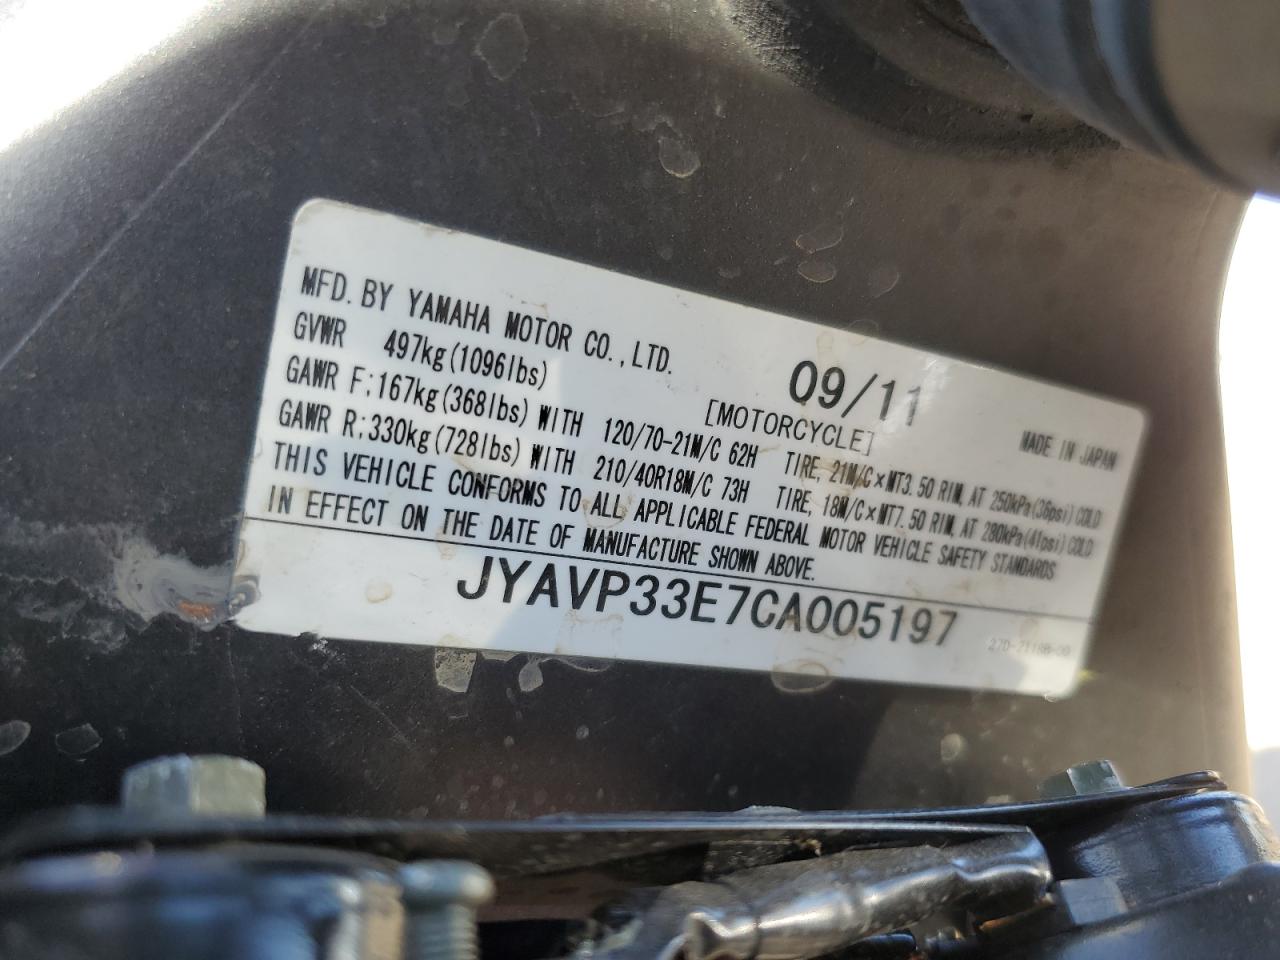 MFD. BY YAMAHA MOTOR CO., LTD. 09/11
GVWR 497kg(1096lbs) [MOTORCYCLE] MADE IN JAPAN
GAWR F:167kg(368lbs) WITH 120/70-21M/C 62H TIRE, 21M/C×MT3.50 RIM, AT 250kPa(36psi) COLD
GAWR R:330kg(728lbs) WITH 210/40R18M/C 73H TIRE, 18M/C×MT7.50 RIM, AT 280kPa(41psi) COLD
THIS VEHICLE CONFORMS TO ALL APPLICABLE FEDERAL MOTOR VEHICLE SAFETY STANDARDS
IN EFFECT ON THE DATE OF MANUFACTURE SHOWN ABOVE.
JYAVP33E7CA005197
27D-2118B-00